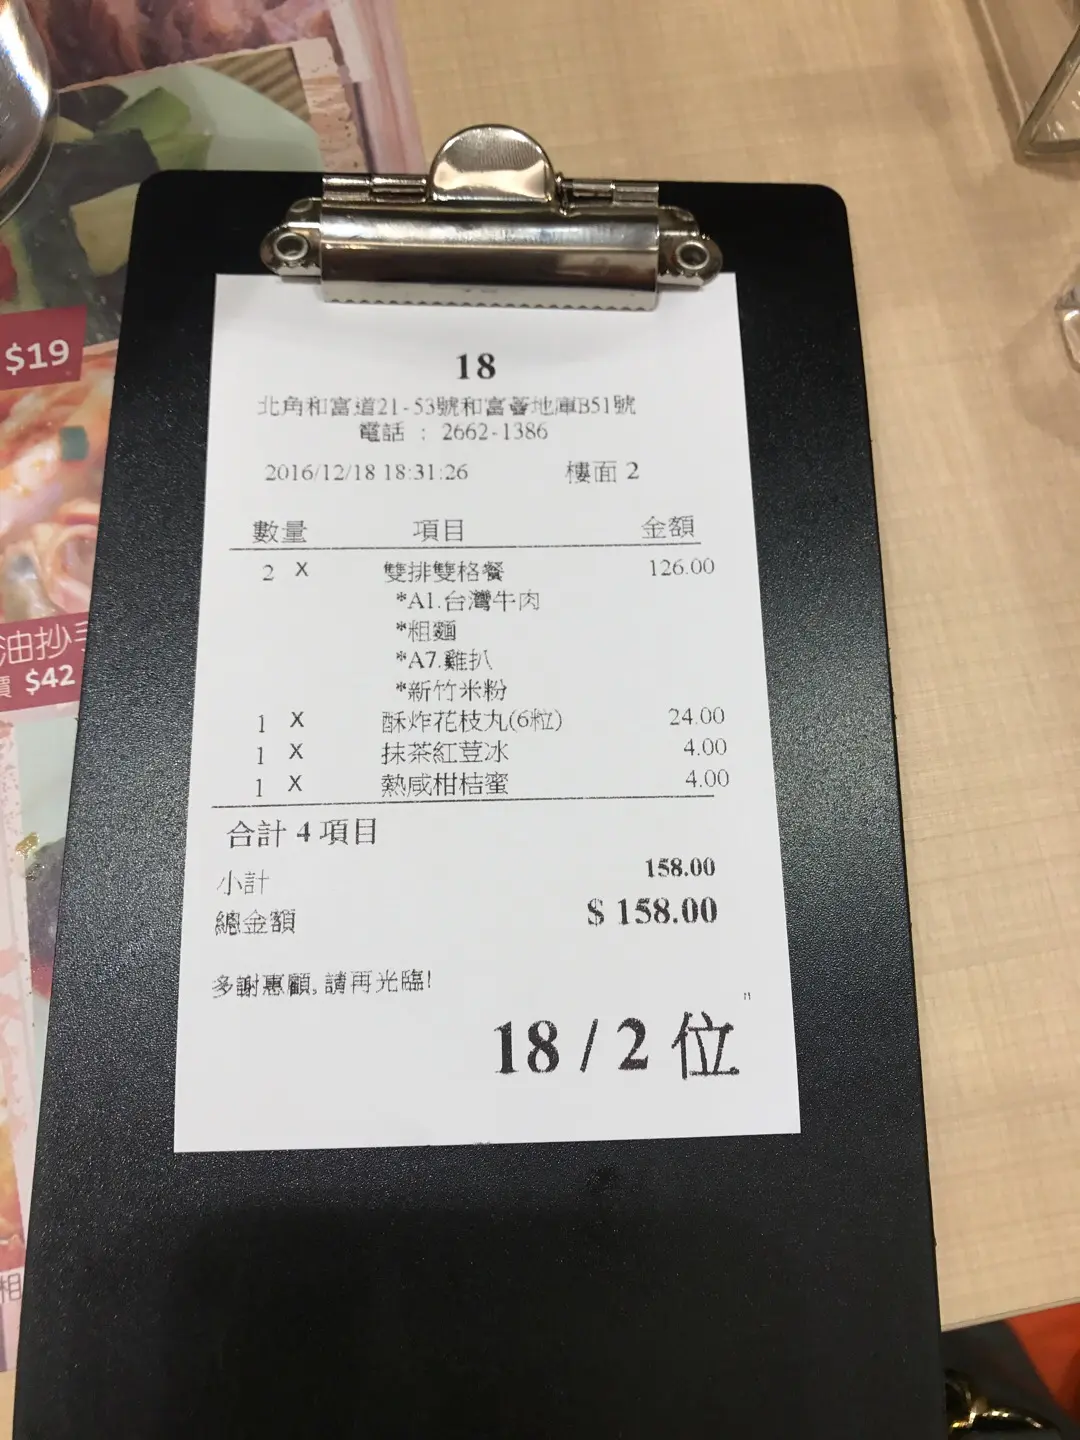 18
北角和富道21-53號和富薈地庫B51號
電話 : 2662-1386
2016/12/18 18:31:26 樓面 2
數量 項目 金額
2 X 雙排雙格餐 126.00
*A1.台灣牛肉
*粗麵
*A7.雞扒
*新竹米粉
1 X 酥炸花枝丸(6粒) 24.00
1 X 抹茶紅荳冰 4.00
1 X 熱咸柑桔蜜 4.00
合計 4 項目
小計 158.00
總金額 $ 158.00
多謝惠顧,請再光臨!
18 / 2 位
$19
油抄手
$42
相